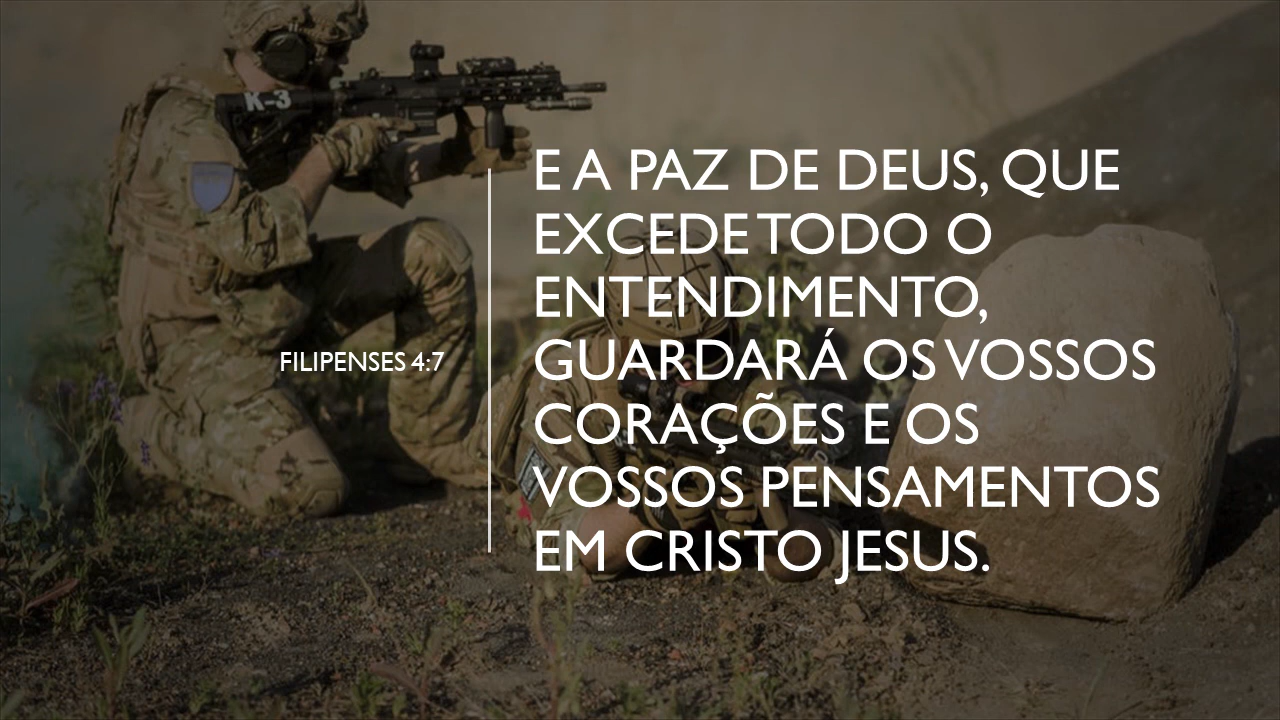 K-3
FILIPENSES 4:7
E A PAZ DE DEUS, QUE
EXCEDE TODO O
ENTENDIMENTO,
GUARDARÁ OS VOSSOS
CORAÇÕES E OS
VOSSOS PENSAMENTOS
EM CRISTO JESUS.